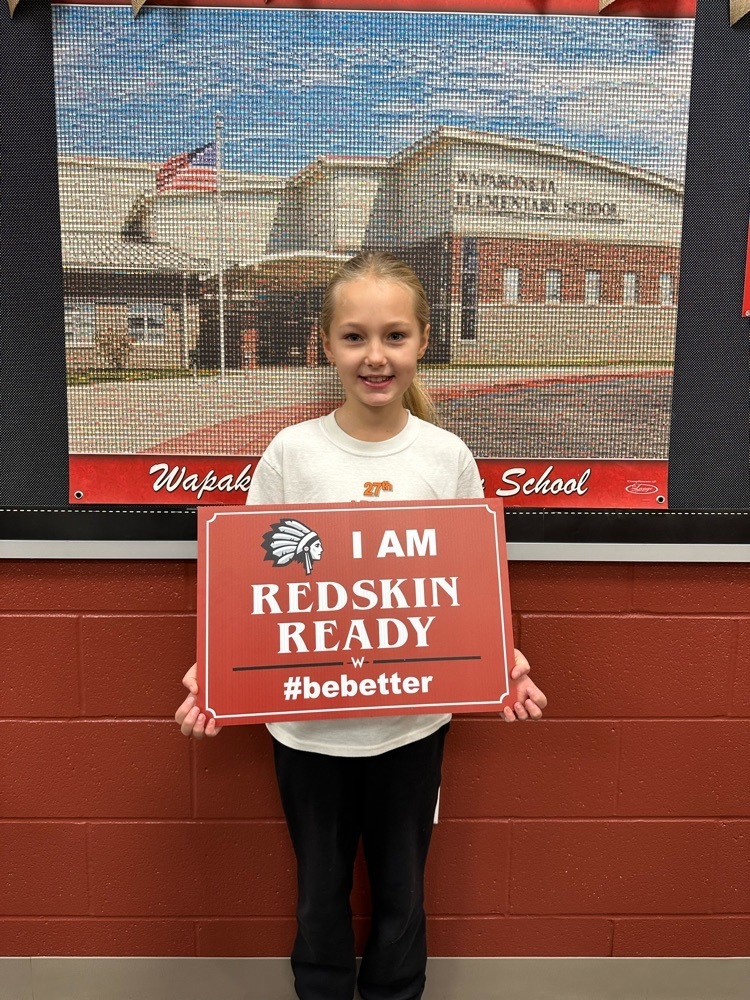 WAPAKONETA
ELEMENTARY SCHOOL
Wapak
School
27th
I AM
REDSKIN
READY
W
#bebetter